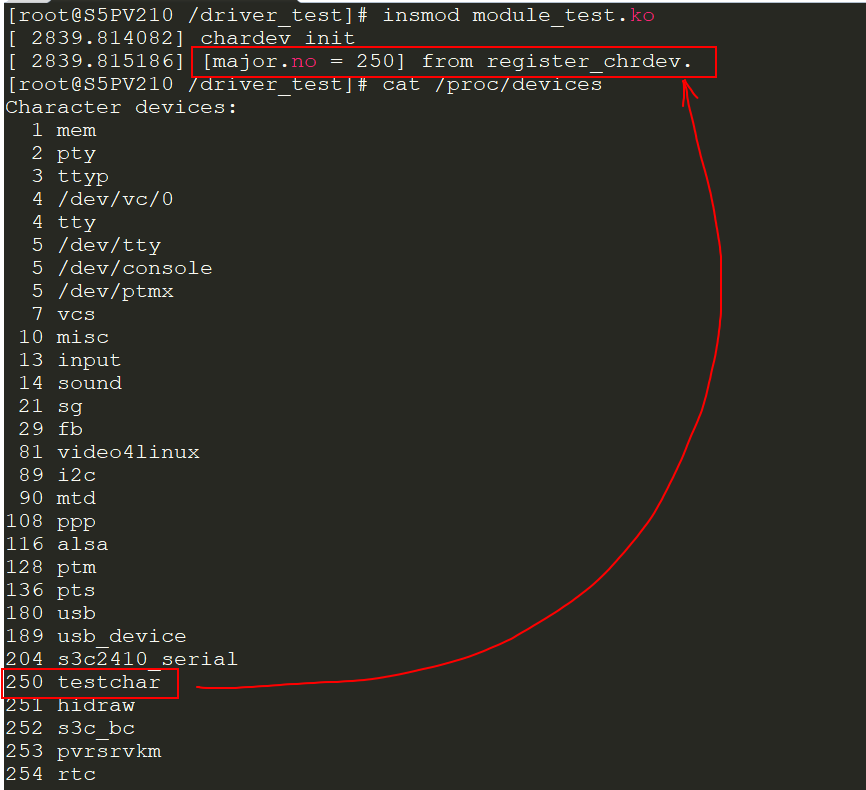 [root@S5PV210 /driver_test]# insmod module_test.ko
[ 2839.814082] chardev init
[ 2839.815186] [major.no = 250] from register_chrdev.
[root@S5PV210 /driver_test]# cat /proc/devices
Character devices:
  1 mem
  2 pty
  3 ttyp
  4 /dev/vc/0
  4 tty
  5 /dev/tty
  5 /dev/console
  5 /dev/ptmx
  7 vcs
 10 misc
 13 input
 14 sound
 21 sg
 29 fb
 81 video4linux
 89 i2c
 90 mtd
108 ppp
116 alsa
128 ptm
136 pts
180 usb
189 usb_device
204 s3c2410_serial
250 testchar
251 hidraw
252 s3c_bc
253 pvrsrvkm
254 rtc